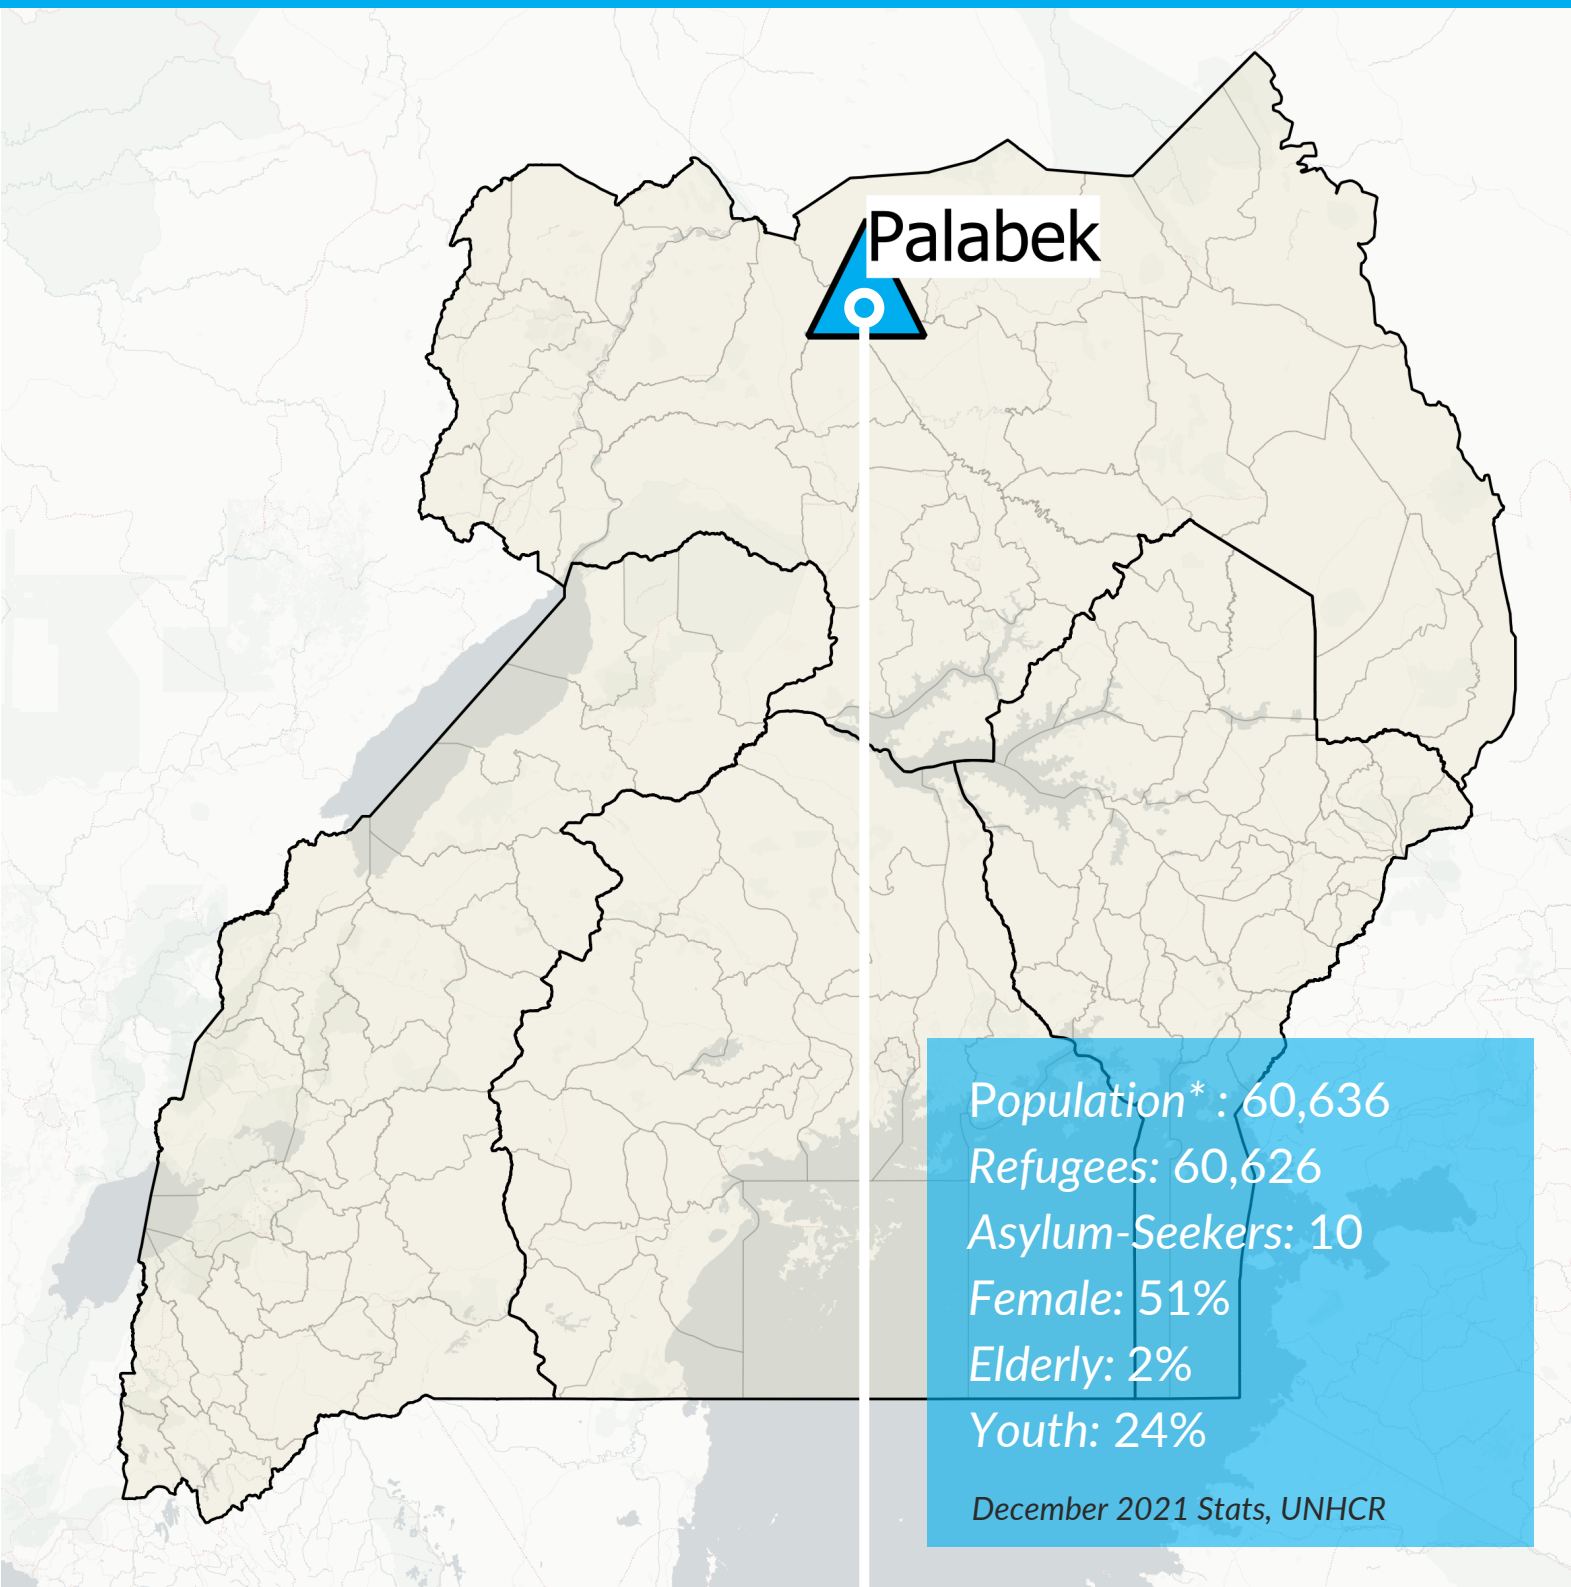 Palabek
Population* : 60,636
Refugees: 60,626
Asylum-Seekers: 10
Female: 51%
Elderly: 2%
Youth: 24%
December 2021 Stats, UNHCR